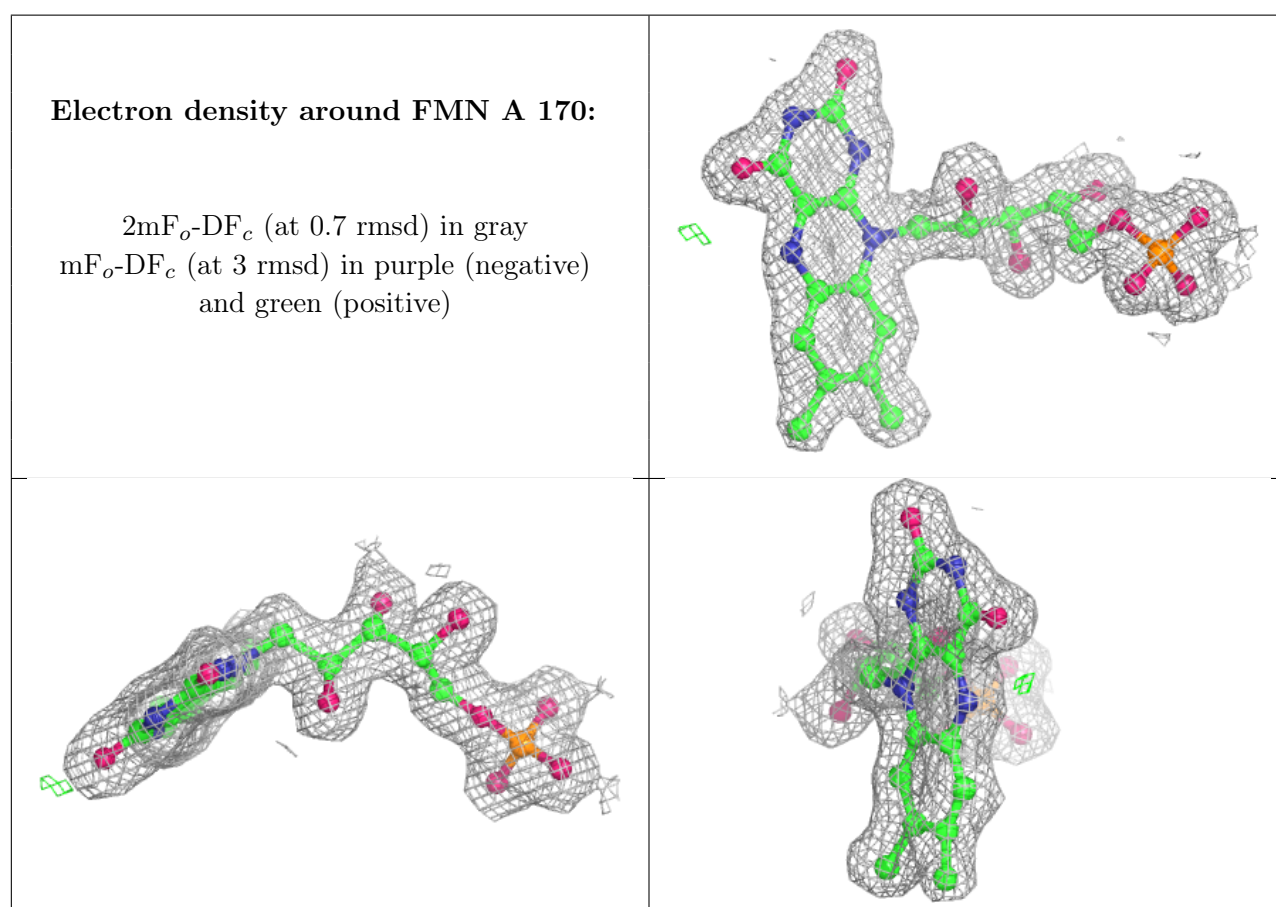 Electron density around FMN A 170:
2mFo-DFc (at 0.7 rmsd) in gray
mFo-DFc (at 3 rmsd) in purple (negative)
and green (positive)